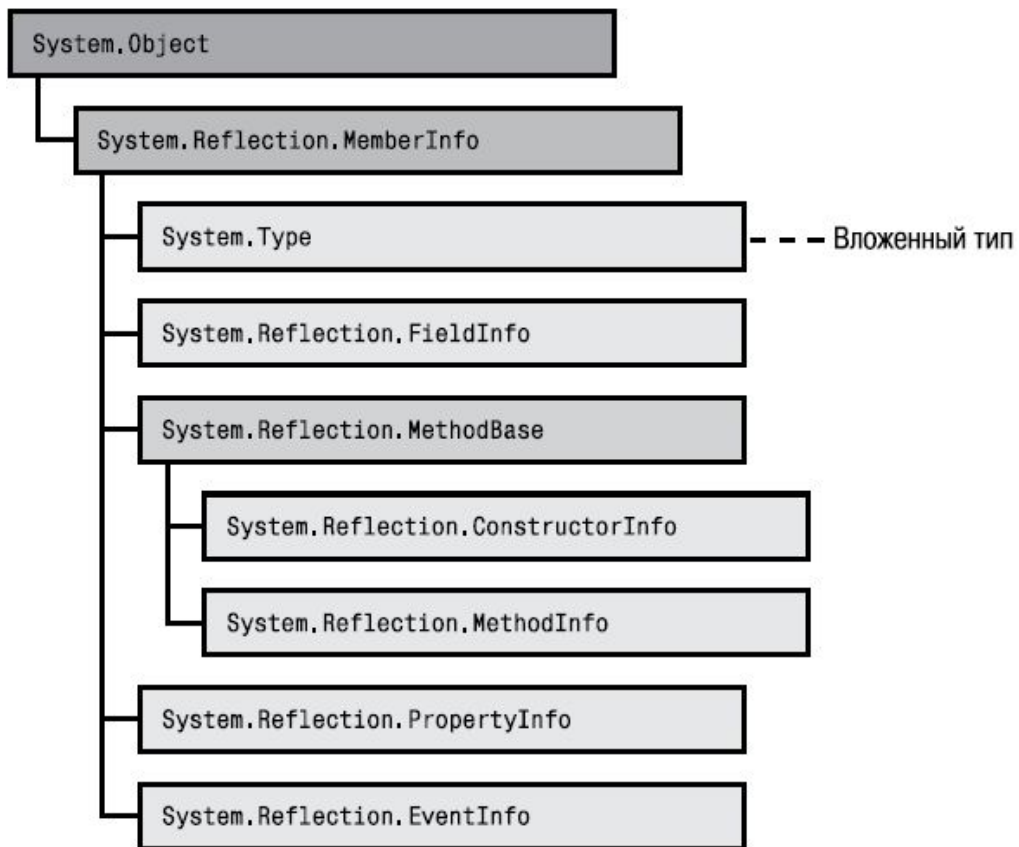 System.Object
System.Reflection.MemberInfo
System.Type
Вложенный тип
System.Reflection.FieldInfo
System.Reflection.MethodBase
System.Reflection.ConstructorInfo
System.Reflection.MethodInfo
System.Reflection.PropertyInfo
System.Reflection.EventInfo